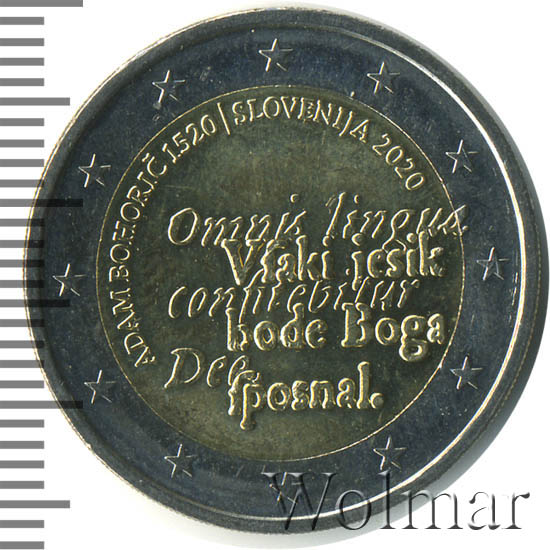 ADAM BOHORIČ 1520 | SLOVENIJA 2020
Omnis lingua
Vſaki jesik
confitebitur
bode Boga
Deo
ſposnal.
Wolmar